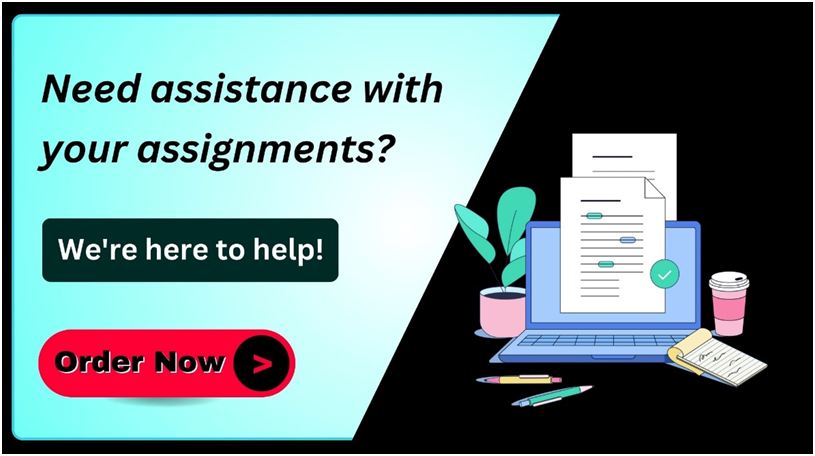 Need assistance with
your assignments?
We're here to help!
Order Now >